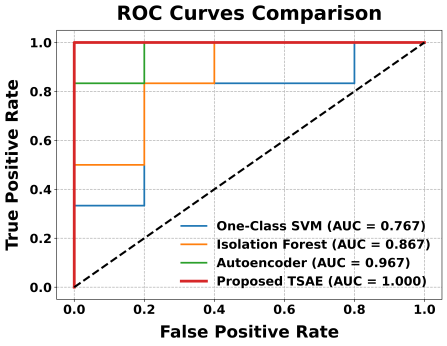 ROC Curves Comparison
True Positive Rate
1.0
0.8
0.6
0.4
0.2
0.0
One-Class SVM (AUC = 0.767)
Isolation Forest (AUC = 0.867)
Autoencoder (AUC = 0.967)
Proposed TSAE (AUC = 1.000)
0.0 0.2 0.4 0.6 0.8 1.0
False Positive Rate